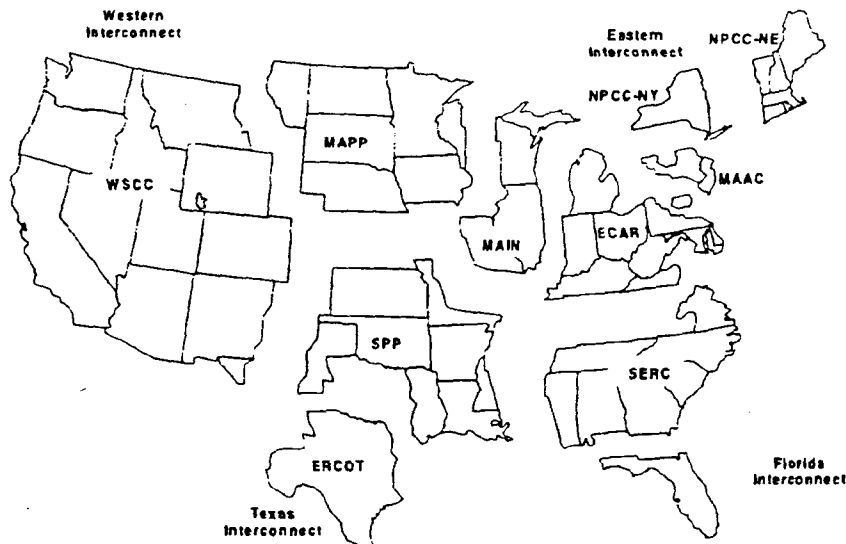 Western
Interconnect
Eastern
Interconnect
NPCC-NE
NPCC-NY
MAPP
WSCC
MAAC
MAIN
ECAR
SPP
SERC
ERCOT
Texas
Interconnect
Florida
Interconnect